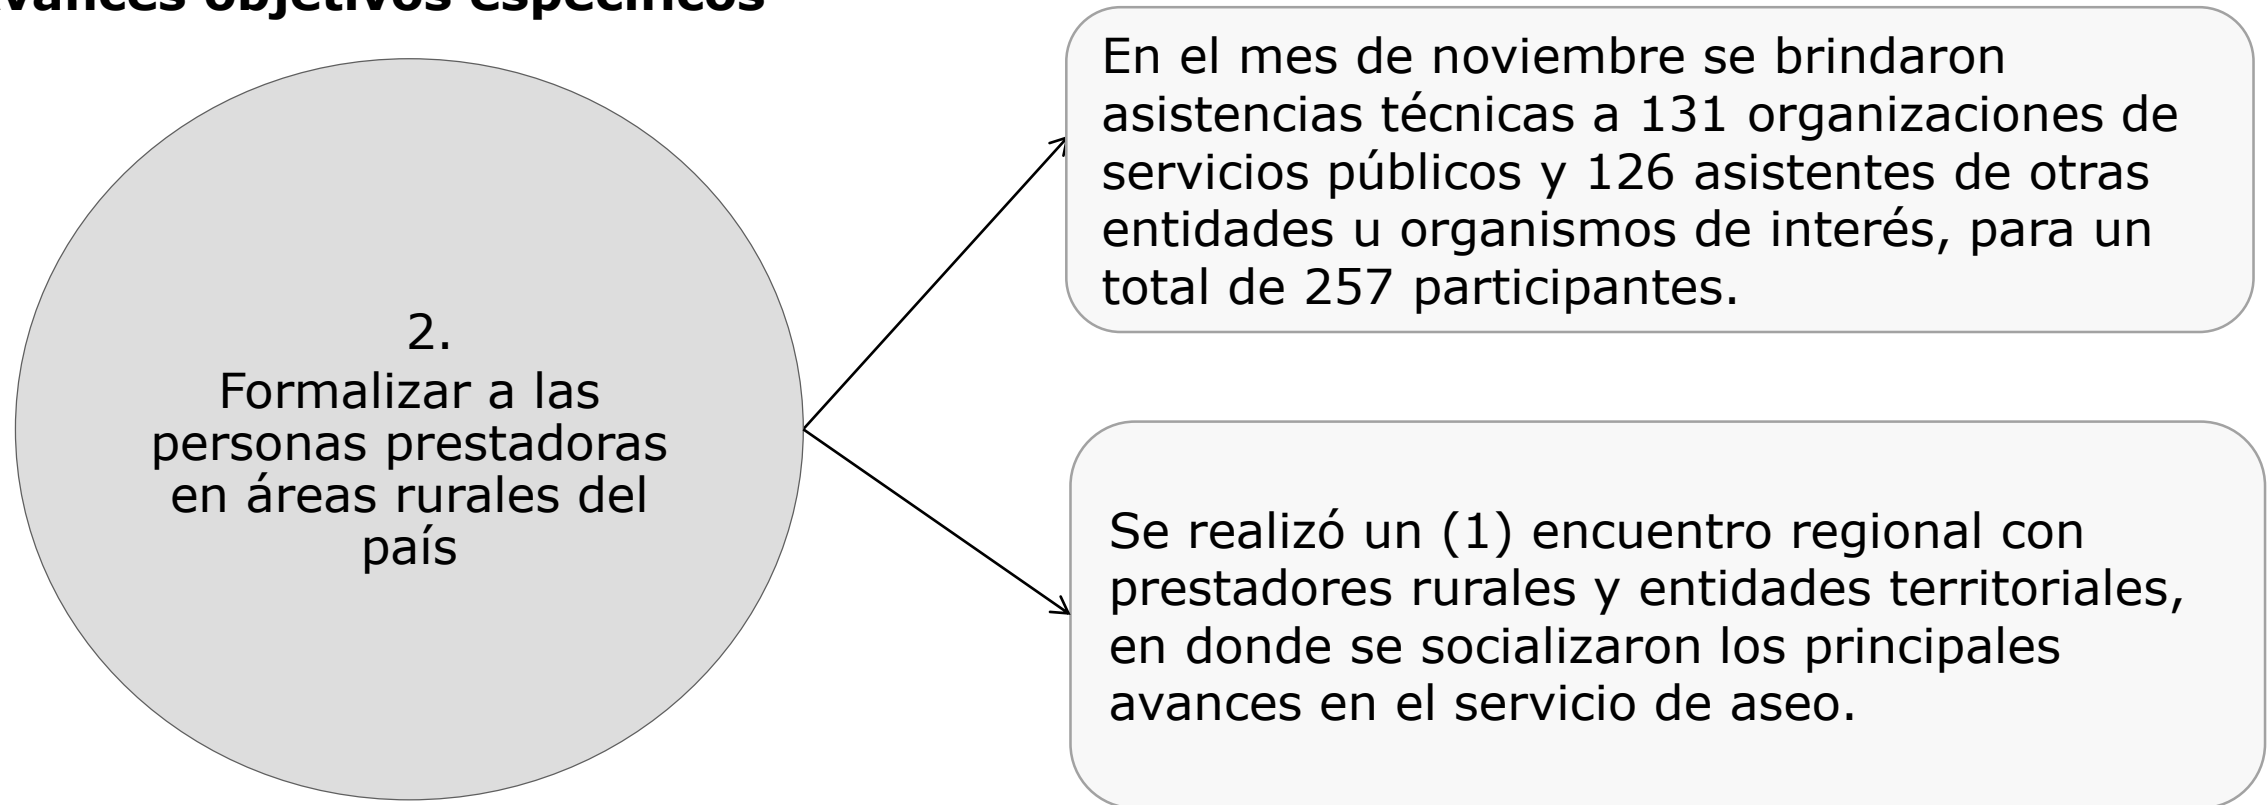 avances objetivos específicos
2.
Formalizar a las
personas prestadoras
en áreas rurales del
país
En el mes de noviembre se brindaron
asistencias técnicas a 131 organizaciones de
servicios públicos y 126 asistentes de otras
entidades u organismos de interés, para un
total de 257 participantes.
Se realizó un (1) encuentro regional con
prestadores rurales y entidades territoriales,
en donde se socializaron los principales
avances en el servicio de aseo.